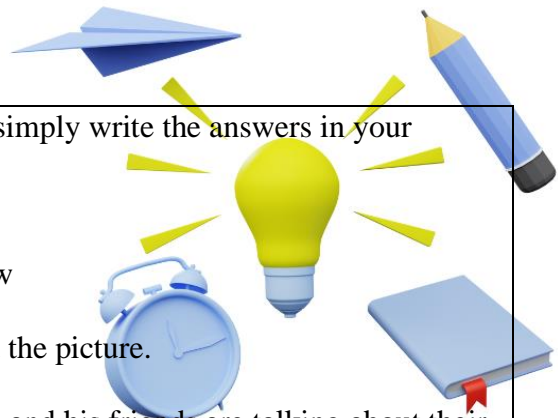 simply write the answers in your
w
the picture.
and his friends are talking about their